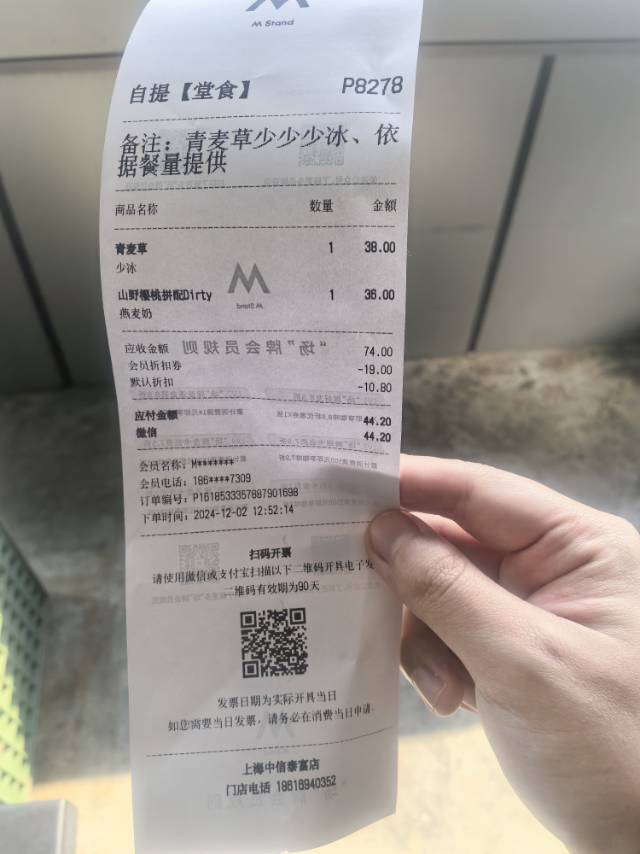 M Stand
自提【堂食】 P8278
备注：青麦草少少少冰、依
据餐量提供
商品名称 数量 金额
青麦草 1 38.00
少冰
山野樱桃拼配Dirty 1 36.00
燕麦奶
M Stand
“场”牌会员规则
应收金额 74.00
会员折扣券 -19.00
默认折扣 -10.80
应付金额 44.20
微信 44.20
会员名称：M*******
会员电话：186****7309
订单编号：P1618533357887901698
下单时间：2024-12-02 12:52:14
扫码开票
请使用微信或支付宝扫描以下二维码开具电子发
二维码有效期为90天
发票日期为实际开具当日
如您需要当日发票，请务必在消费当日申请。
上海中信泰富店
门店电话 18616940352